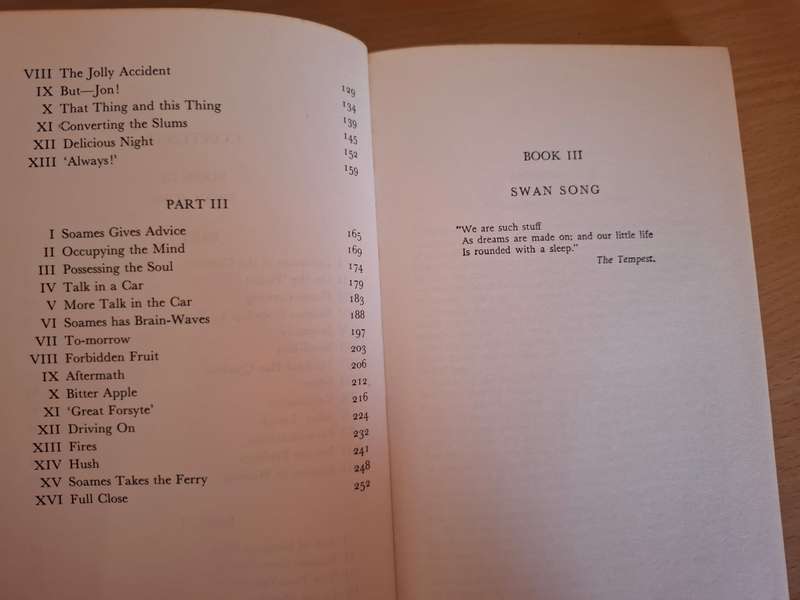 VIII The Jolly Accident 129
IX But—Jon! 134
X That Thing and this Thing 139
XI Converting the Slums 145
XII Delicious Night 152
XIII ‘Always!’ 159
PART III
I Soames Gives Advice 165
II Occupying the Mind 169
III Possessing the Soul 174
IV Talk in a Car 179
V More Talk in the Car 183
VI Soames has Brain-Waves 188
VII To-morrow 197
VIII Forbidden Fruit 203
IX Aftermath 206
X Bitter Apple 212
XI ‘Great Forsyte’ 216
XII Driving On 224
XIII Fires 232
XIV Hush 241
XV Soames Takes the Ferry 248
XVI Full Close 252
BOOK III
SWAN SONG
"We are such stuff
As dreams are made on; and our little life
Is rounded with a sleep."
The Tempest.